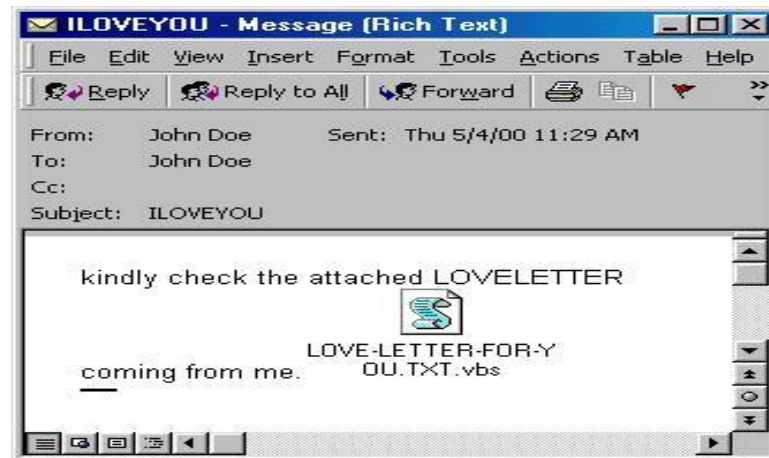 ILOVEYOU - Message (Rich Text)
File Edit View Insert Format Tools Actions Table Help
Reply Reply to All Forward
From: John Doe Sent: Thu 5/4/00 11:29 AM
To: John Doe
Cc:
Subject: ILOVEYOU
kindly check the attached LOVELETTER
LOVE-LETTER-FOR-Y
coming from me. OU.TXT.vbs